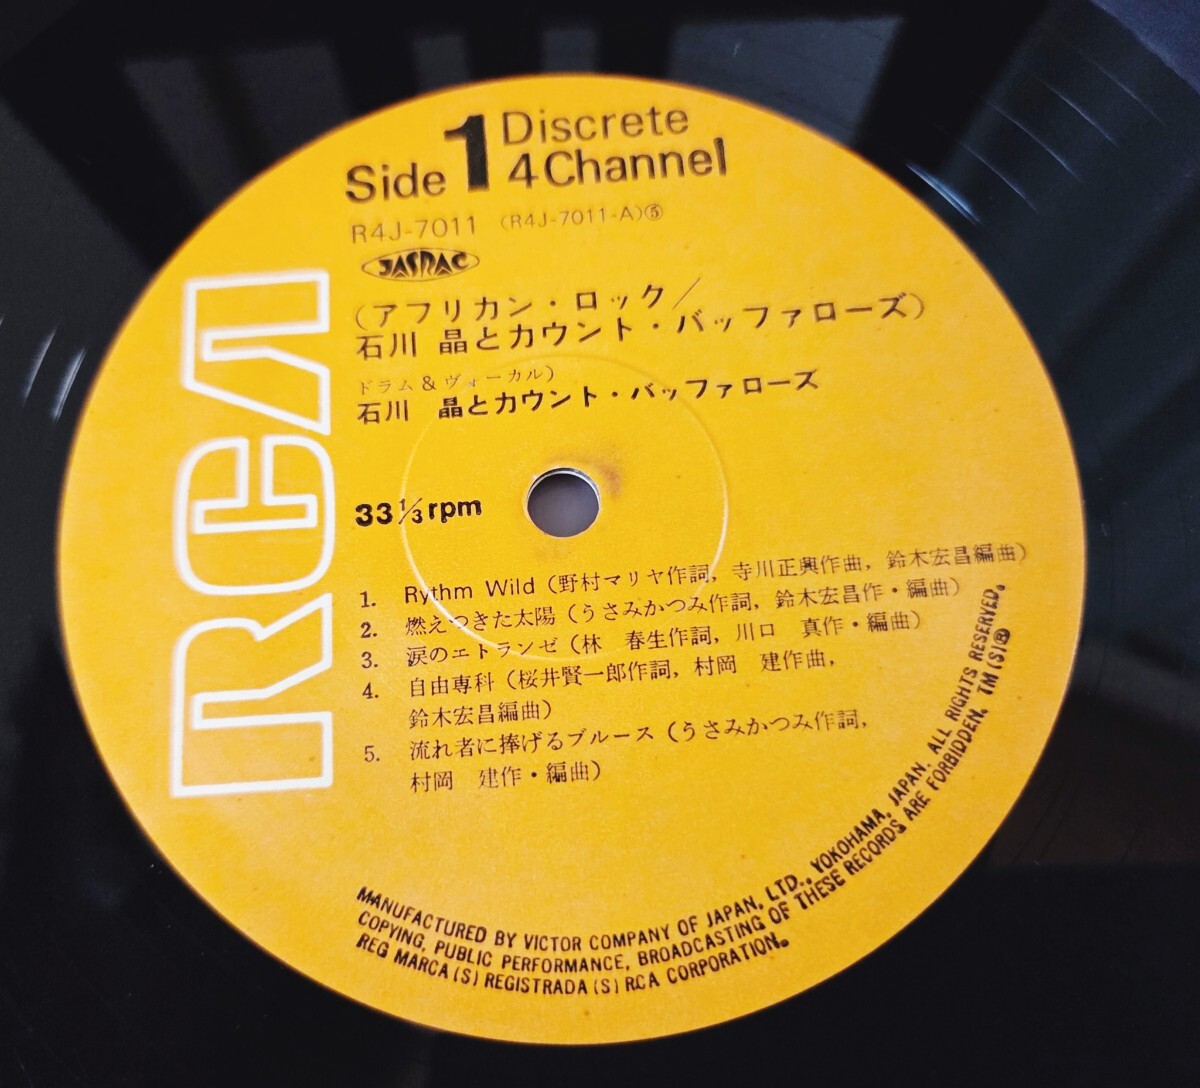 Side 1 Discrete
4 Channel
R4J-7011 (R4J-7011-A)⑤
JASRAC
(アフリカン・ロック/
石川 晶とカウント・バッファローズ)
ドラム&ヴォーカル)
石川 晶とカウント・バッファローズ
33 1/3 rpm
1. Rythm Wild (野村マリヤ作詞, 寺川正興作曲, 鈴木宏昌編曲)
2. 燃えつきた太陽 (うさみかつみ作詞, 鈴木宏昌作・編曲)
3. 涙のエトランゼ (林 春生作詞, 川口 真作・編曲)
4. 自由専科 (桜井賢一郎作詞, 村岡 建作曲,
鈴木宏昌編曲)
5. 流れ者に捧げるブルース (うさみかつみ作詞,
村岡 建作・編曲)
RCA
MANUFACTURED BY VICTOR COMPANY OF JAPAN, LTD., YOKOHAMA, JAPAN. ALL RIGHTS RESERVED.
COPYING, PUBLIC PERFORMANCE, BROADCASTING OF THESE RECORDS ARE FORBIDDEN. TM(S)®
REG MARCA(S) REGISTRADA(S) RCA CORPORATION.